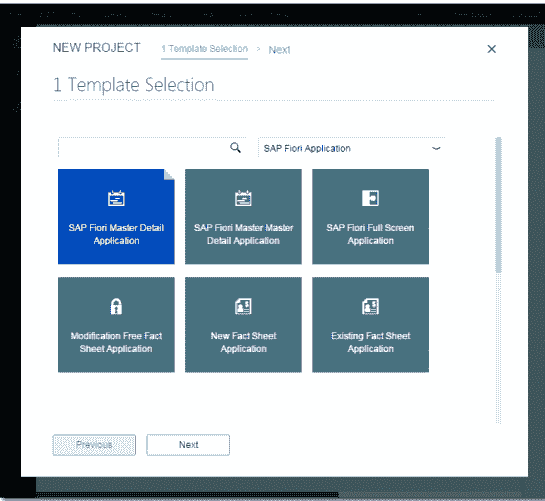 NEW PROJECT 1 Template Selection > Next ×
1 Template Selection
SAP Fiori Application
SAP Fiori Master Detail
Application
SAP Fiori Master Master
Detail Application
SAP Fiori Full Screen
Application
Modification Free Fact
Sheet Application
New Fact Sheet
Application
Existing Fact Sheet
Application
Previous
Next